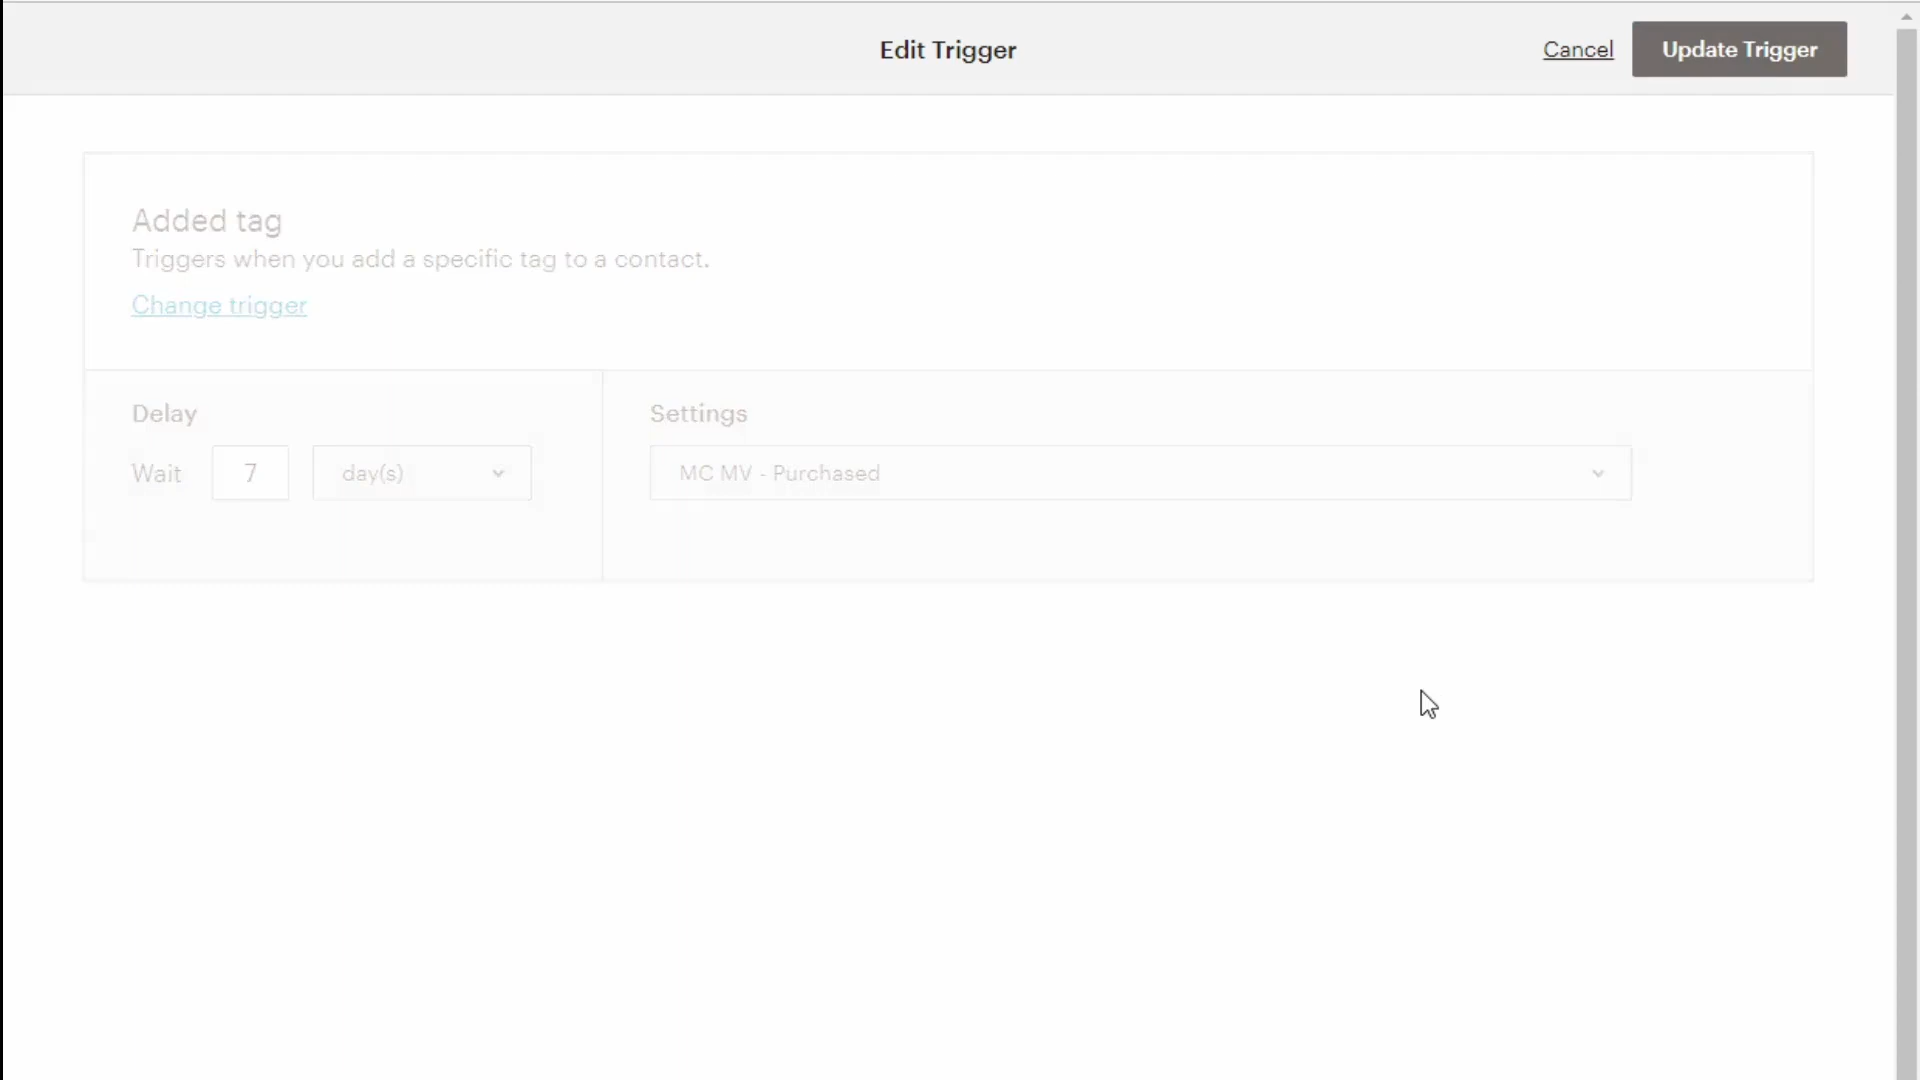 Edit Trigger
Cancel
Update Trigger
Added tag
Triggers when you add a specific tag to a contact.
Change trigger
Delay
Settings
Wait 7 day(s)
MC MV - Purchased